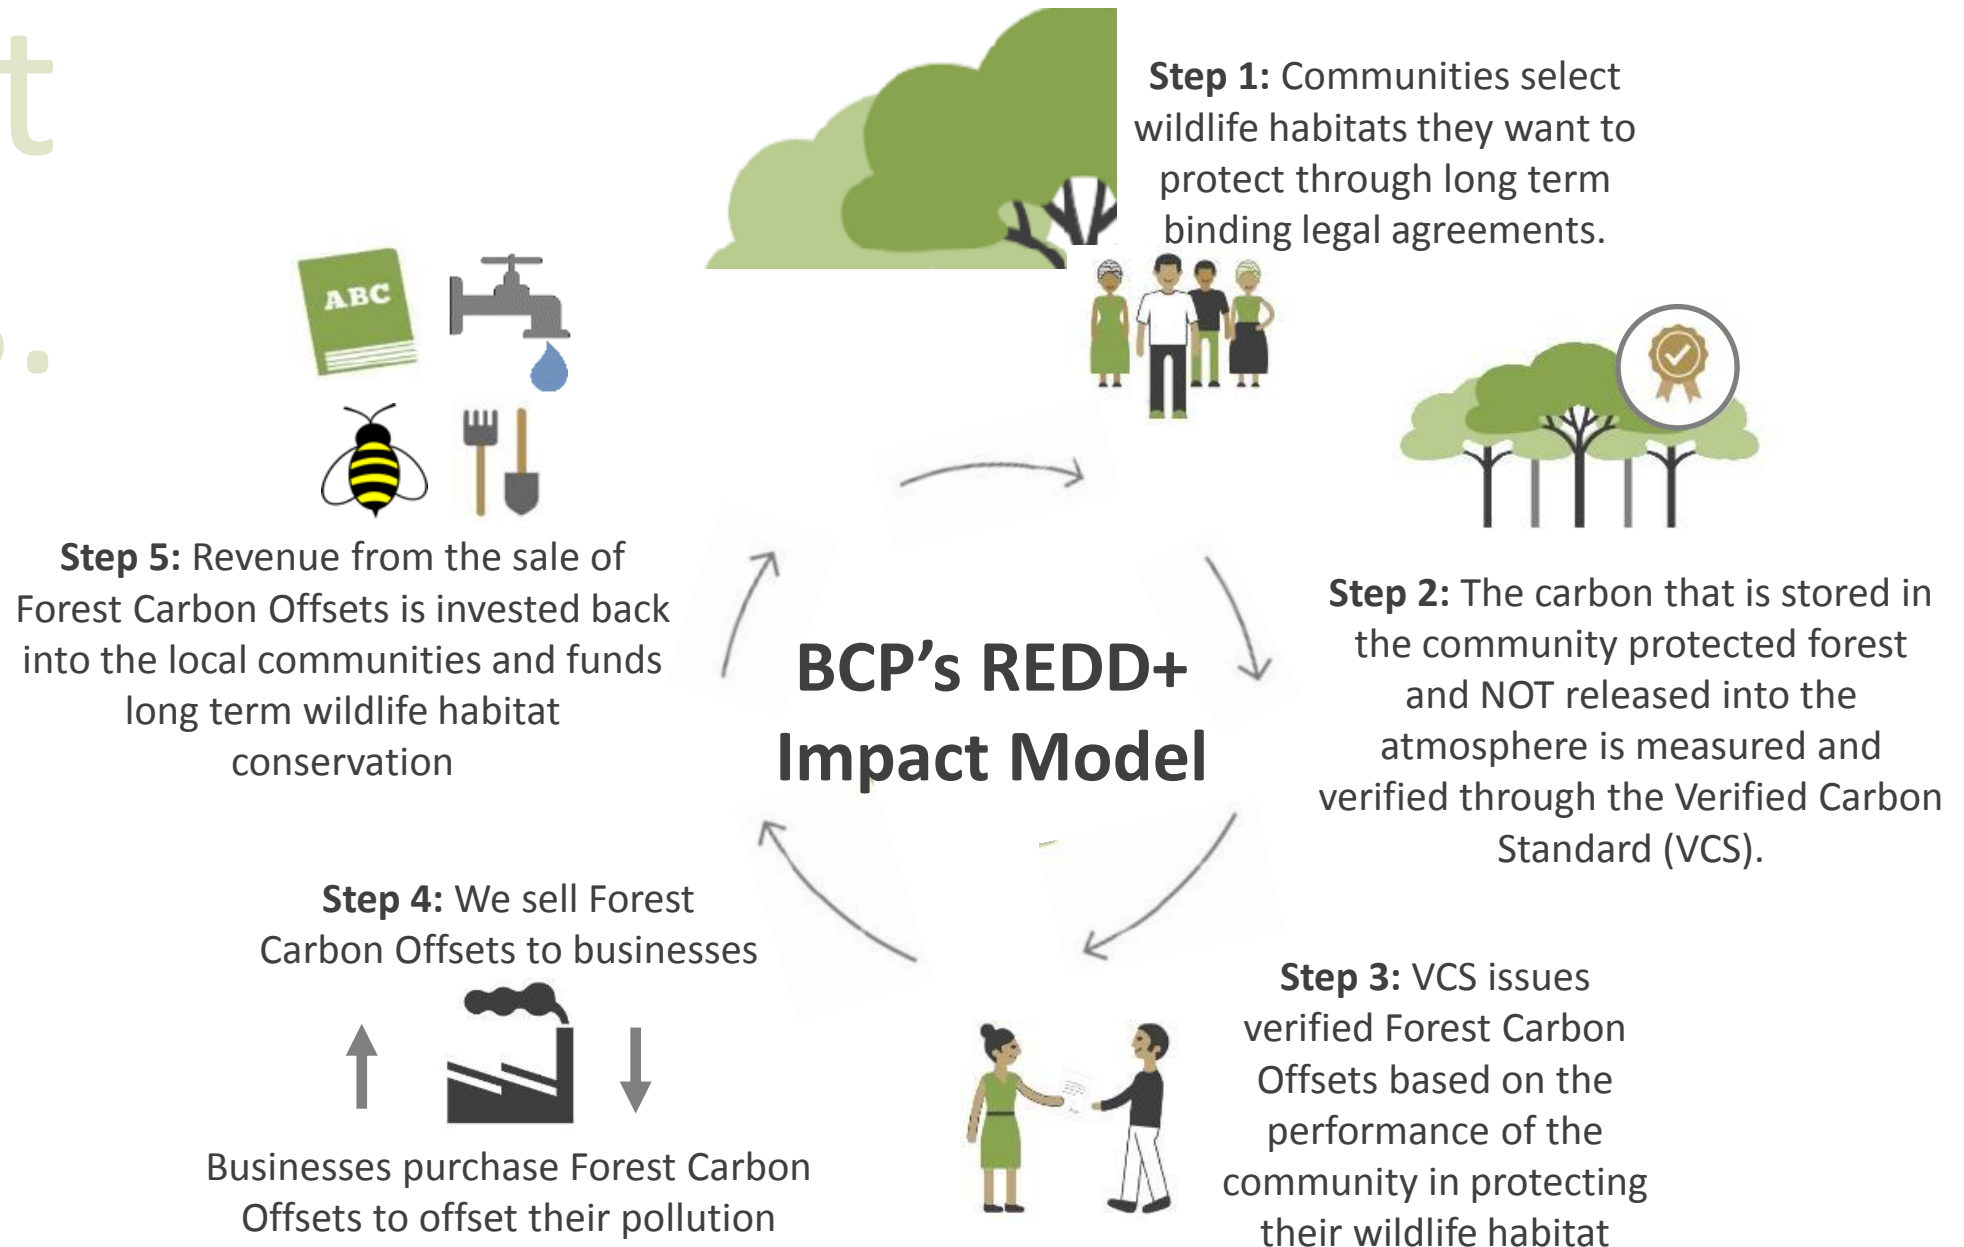 t
.
Step 1: Communities select
wildlife habitats they want to
protect through long term
binding legal agreements.
ABC
Step 2: The carbon that is stored in
the community protected forest
and NOT released into the
atmosphere is measured and
verified through the Verified Carbon
Standard (VCS).
Step 3: VCS issues
verified Forest Carbon
Offsets based on the
performance of the
community in protecting
their wildlife habitat
Step 4: We sell Forest
Carbon Offsets to businesses
Businesses purchase Forest Carbon
Offsets to offset their pollution
Step 5: Revenue from the sale of
Forest Carbon Offsets is invested back
into the local communities and funds
long term wildlife habitat
conservation
BCP's REDD+
Impact Model